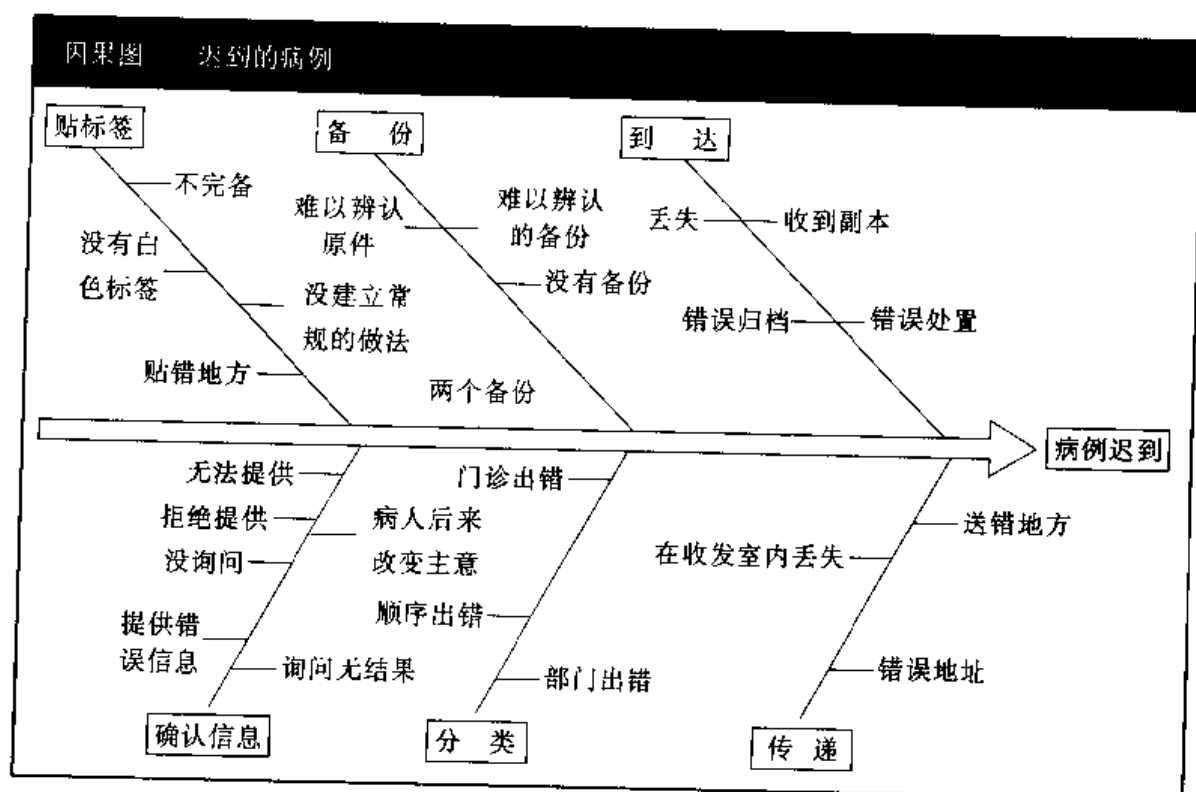 因果图 迟到的病例
贴标签
备 份
到 达
不完备
难以辨认
原件
难以辨认
的备份
丢失
收到副本
没有白
色标签
没有备份
没建立常
规的做法
错误归档
错误处置
贴错地方
两个备份
病例迟到
无法提供
门诊出错
拒绝提供
病人后来
改变主意
送错地方
没询问
在收发室内丢失
顺序出错
提供错
误信息
询问无结果
部门出错
错误地址
确认信息
分 类
传 递